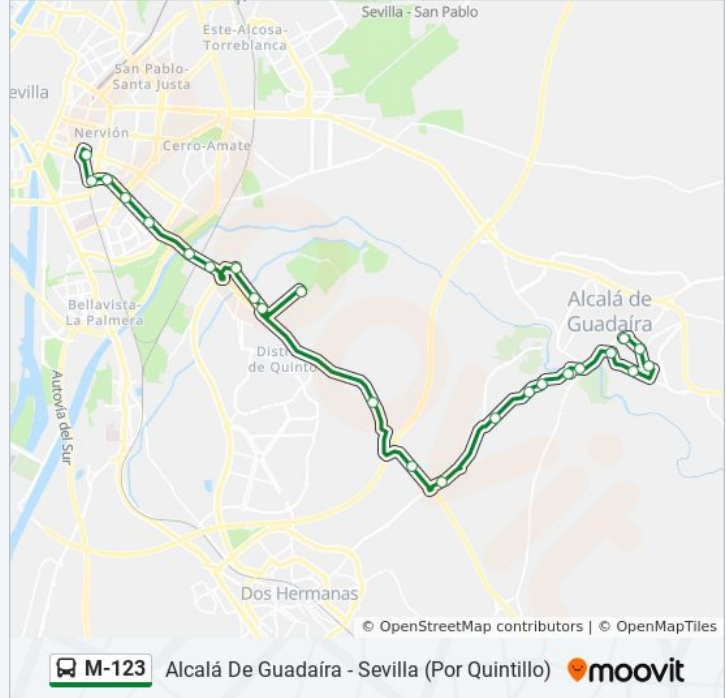 Sevilla - San Pablo
Este-Alcosa-
Torreblanca
San Pablo-
Santa Justa
evilla
Nervión
Cerro-Amate
Bellavista-
La Palmera
Alcalá de
Guadaíra
Distri
de Quinto
Autovía del Sur
Dos Hermanas
© OpenStreetMap contributors | © OpenMapTiles
M-123 Alcalá De Guadaíra - Sevilla (Por Quintillo) moovit